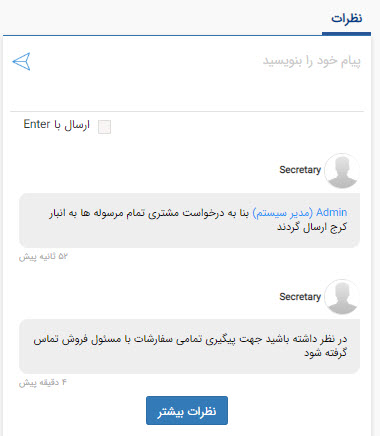 نظرات
پیام خود را بنویسید
ارسال با Enter
Secretary
Admin (مدیر سیستم) بنا به درخواست مشتری تمام مرسوله ها به انبار
کرج ارسال گردند
۵۲ ثانیه پیش
Secretary
در نظر داشته باشید جهت پیگیری تمامی سفارشات با مسئول فروش تماس
گرفته شود
۴ دقیقه پیش
نظرات بیشتر